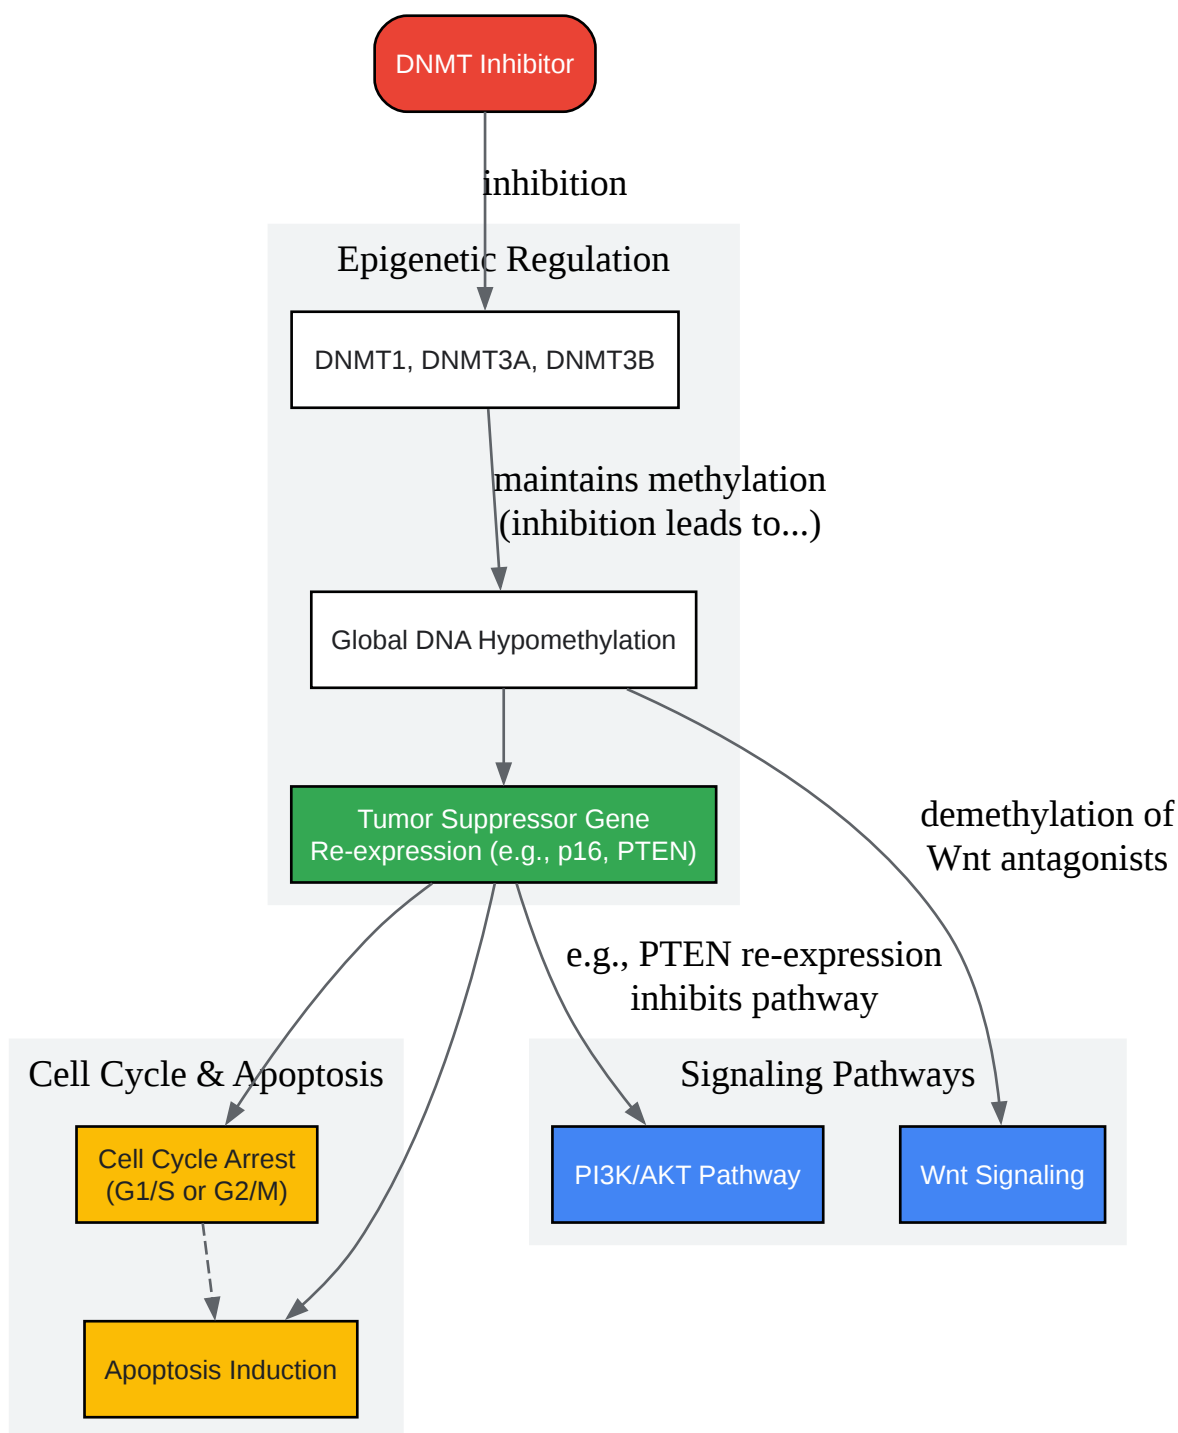 DNMT Inhibitor
inhibition
Epigenetic Regulation
DNMT1, DNMT3A, DNMT3B
maintains methylation
(inhibition leads to...)
Global DNA Hypomethylation
Tumor Suppressor Gene
Re-expression (e.g., p16, PTEN)
demethylation of
Wnt antagonists
e.g., PTEN re-expression
inhibits pathway
Cell Cycle & Apoptosis
Cell Cycle Arrest
(G1/S or G2/M)
Apoptosis Induction
Signaling Pathways
PI3K/AKT Pathway
Wnt Signaling